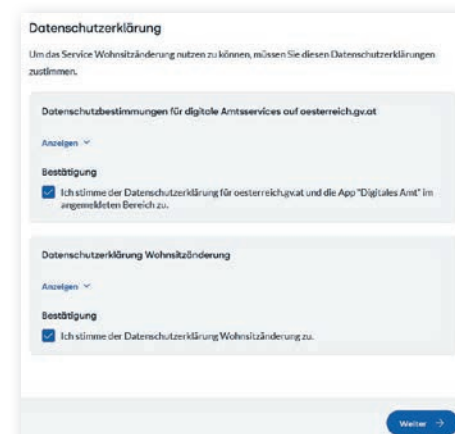 Datenschutzerklärung
Um das Service Wohnsitzänderung nutzen zu können, müssen Sie diesen Datenschutzerklärungen
zustimmen.
Datenschutzbestimmungen für digitale Amtsservices auf oesterreich.gv.at
Anzeigen
Bestätigung
Ich stimme der Datenschutzerklärung für oesterreich.gv.at und die App "Digitales Amt" im
angemeldeten Bereich zu.
Datenschutzerklärung Wohnsitzänderung
Anzeigen
Bestätigung
Ich stimme der Datenschutzerklärung Wohnsitzänderung zu.
Weiter →